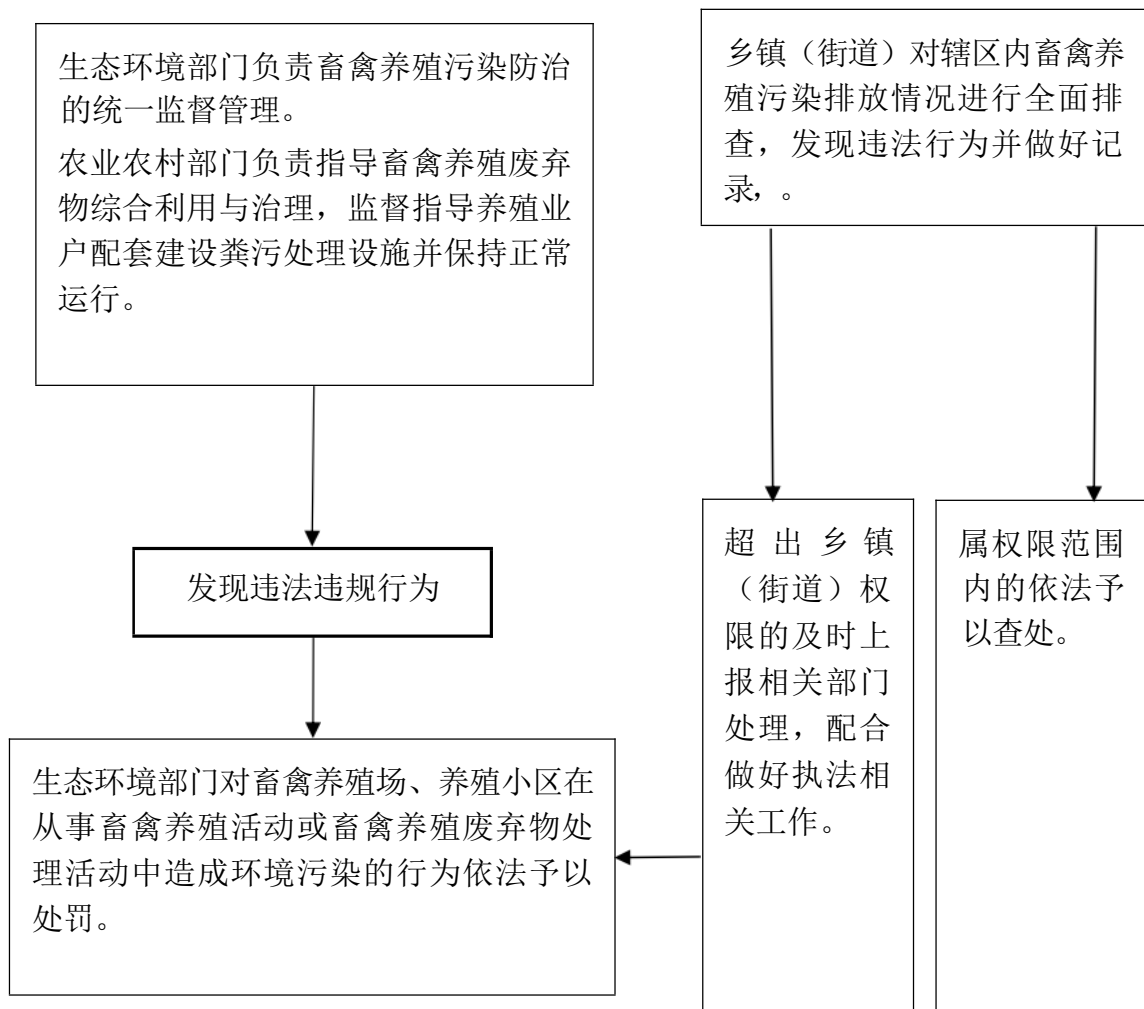 生态环境部门负责畜禽养殖污染防治
的统一监督管理。
农业农村部门负责指导畜禽养殖废弃
物综合利用与治理，监督指导养殖业
户配套建设粪污处理设施并保持正常
运行。
乡镇（街道）对辖区内畜禽养
殖污染排放情况进行全面排
查，发现违法行为并做好记
录，。
发现违法违规行为
生态环境部门对畜禽养殖场、养殖小区在
从事畜禽养殖活动或畜禽养殖废弃物处
理活动中造成环境污染的行为依法予以
处罚。
超出乡镇
（街道）权
限的及时上
报相关部门
处理，配合
做好执法相
关工作。
属权限范围
内的依法予
以查处。